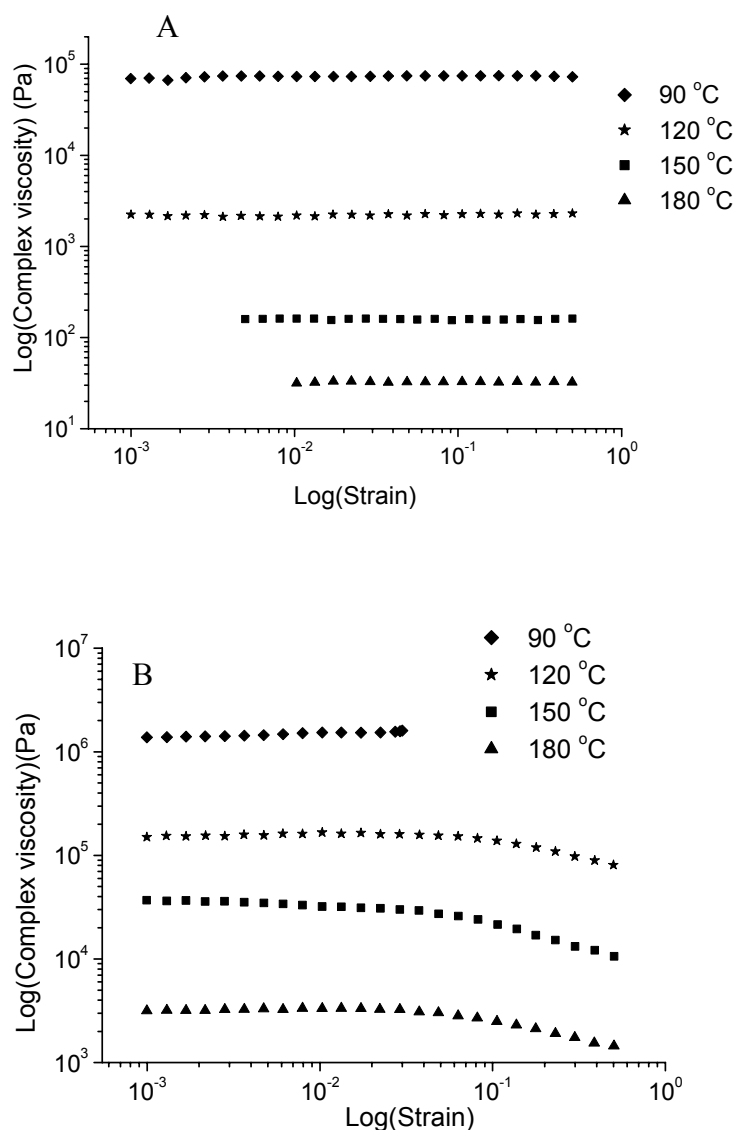 A
Log(Complex viscosity) (Pa)
10^5
10^4
10^3
10^2
10^1
10^-3
10^-2
10^-1
10^0
Log(Strain)
90 °C
120 °C
150 °C
180 °C
B
Log(Complex viscosity)(Pa)
10^7
10^6
10^5
10^4
10^3
10^-3
10^-2
10^-1
10^0
Log(Strain)
90 °C
120 °C
150 °C
180 °C